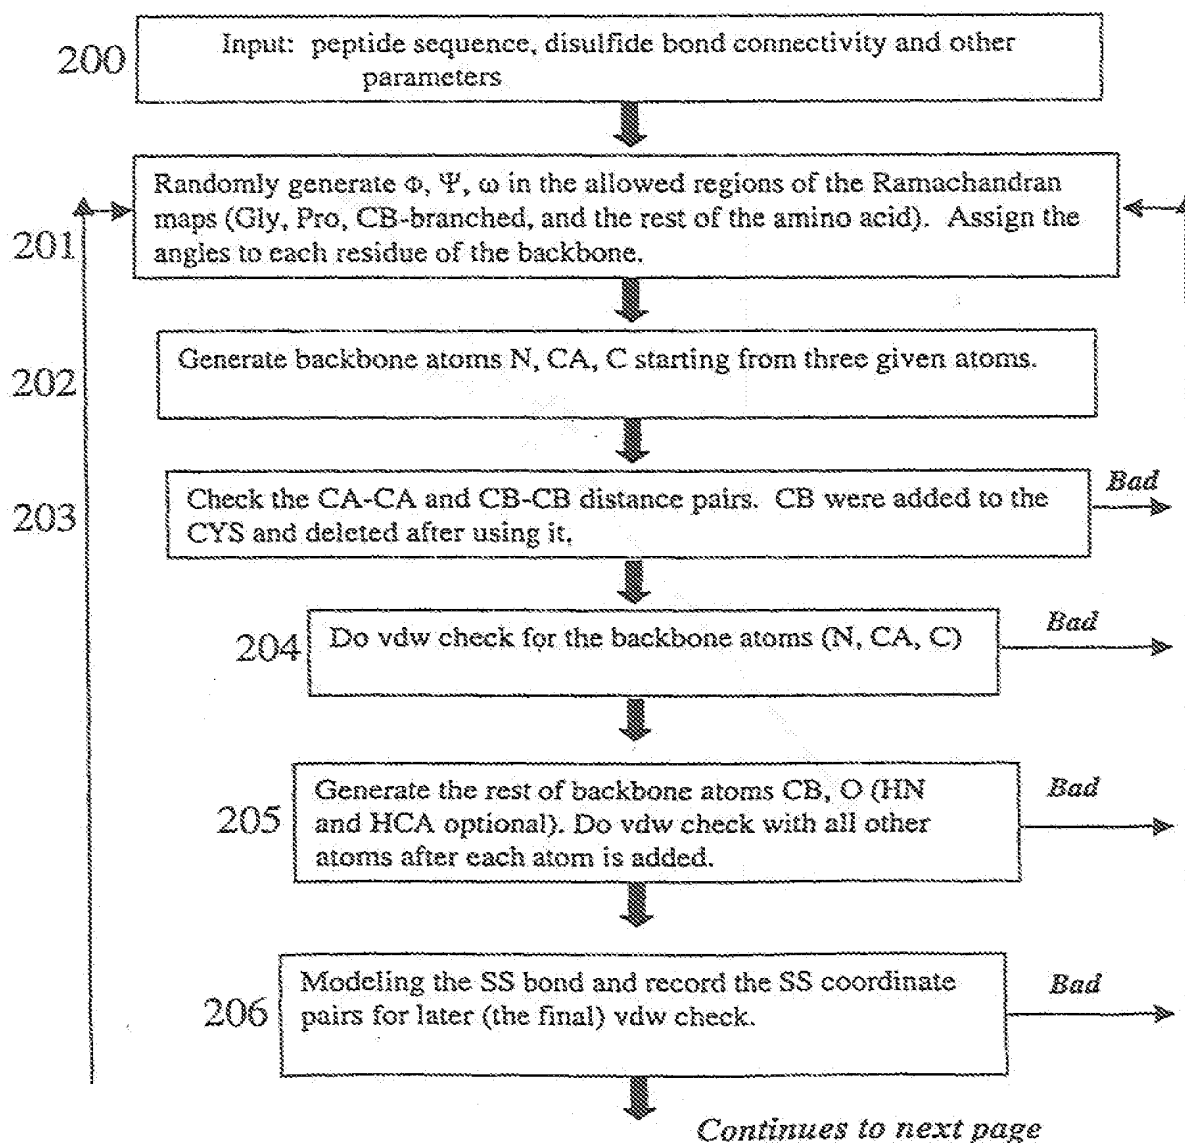 200
Input: peptide sequence, disulfide bond connectivity and other
parameters
201
Randomly generate Φ, Ψ, ω in the allowed regions of the Ramachandran
maps (Gly, Pro, CB-branched, and the rest of the amino acid). Assign the
angles to each residue of the backbone.
202
Generate backbone atoms N, CA, C starting from three given atoms.
203
Check the CA-CA and CB-CB distance pairs. CB were added to the
CYS and deleted after using it.
Bad
204
Do vdw check for the backbone atoms (N, CA, C)
Bad
205
Generate the rest of backbone atoms CB, O (HN
and HCA optional). Do vdw check with all other
atoms after each atom is added.
Bad
206
Modeling the SS bond and record the SS coordinate
pairs for later (the final) vdw check.
Bad
Continues to next page